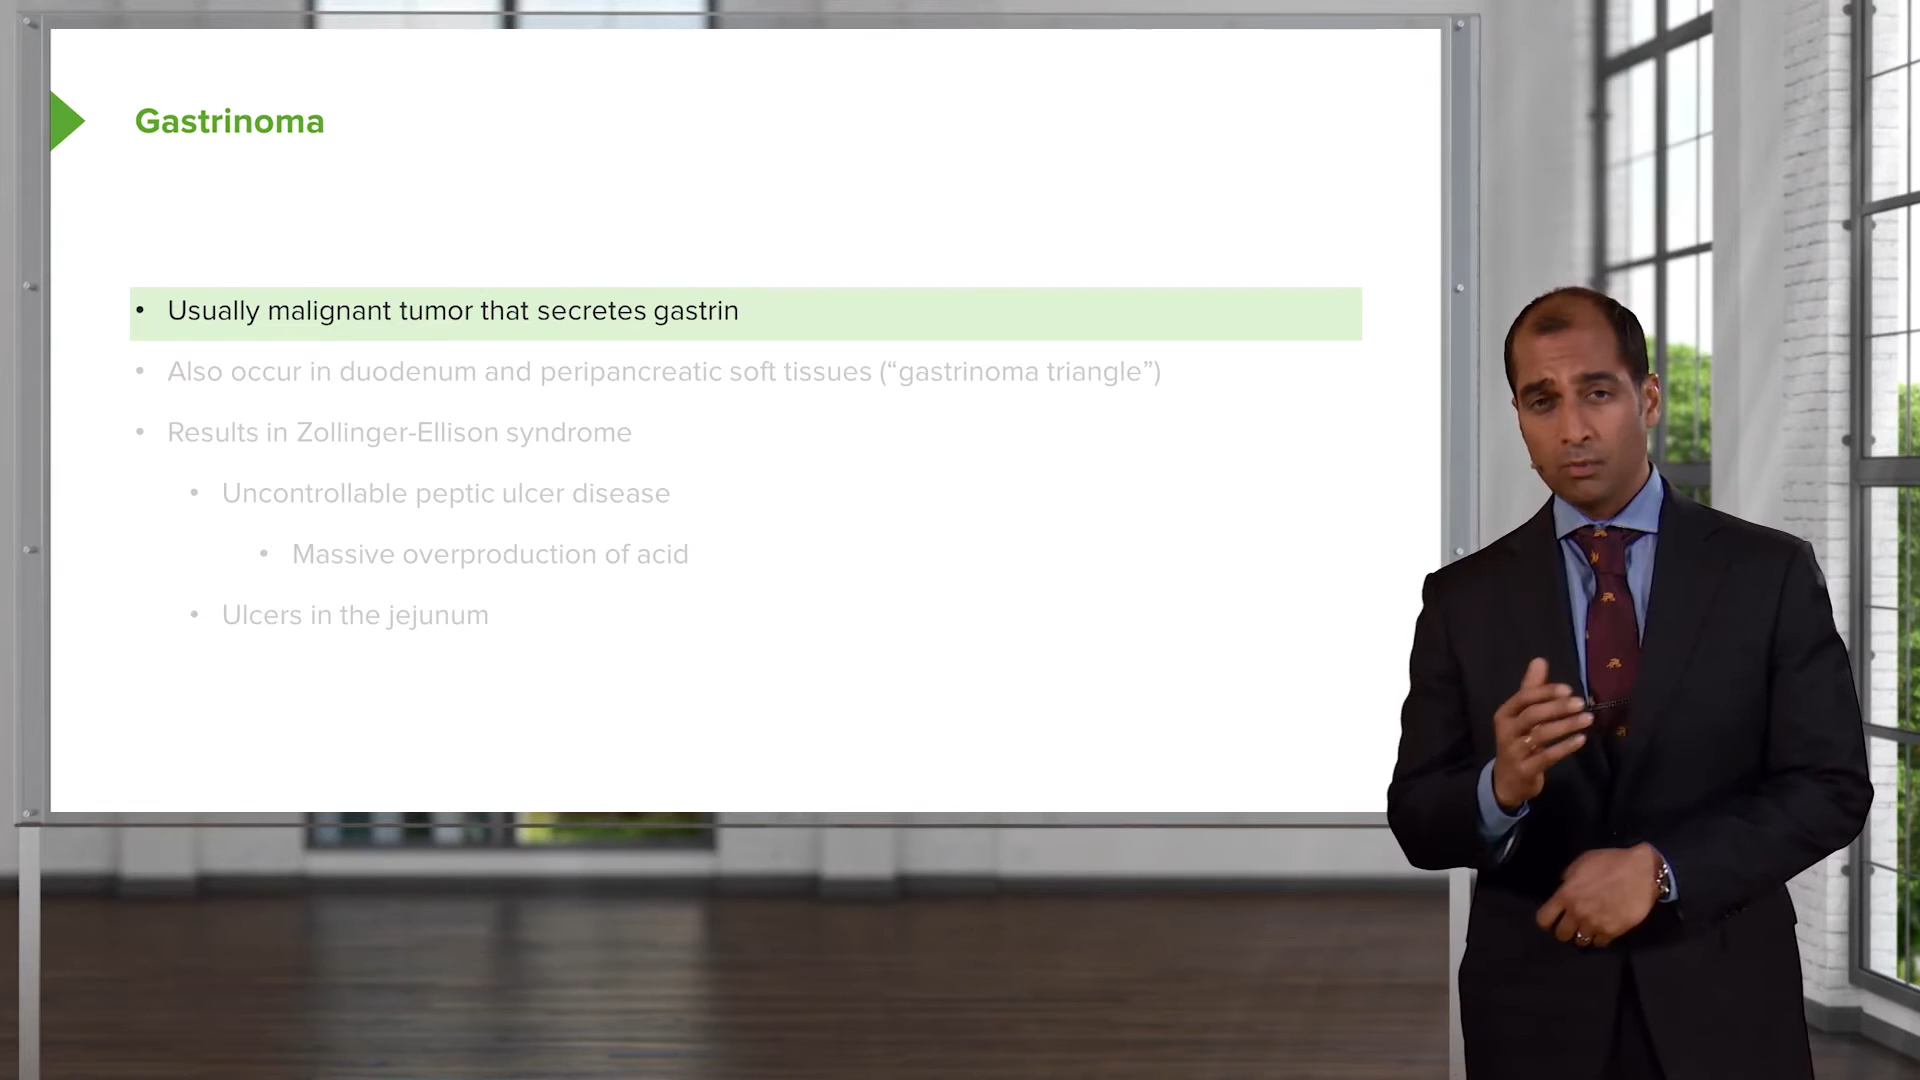 Gastrinoma
• Usually malignant tumor that secretes gastrin
• Also occur in duodenum and peripancreatic soft tissues (“gastrinoma triangle”)
• Results in Zollinger-Ellison syndrome
• Uncontrollable peptic ulcer disease
• Massive overproduction of acid
• Ulcers in the jejunum